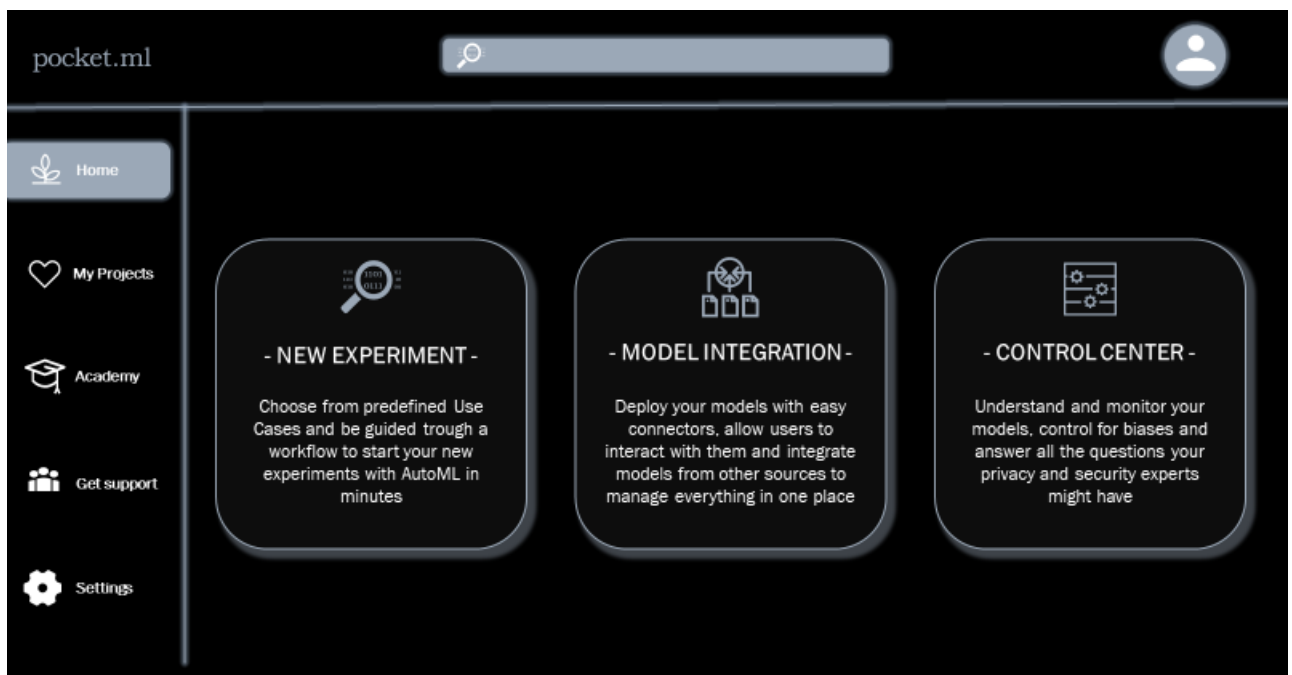 pocket.ml
Home
My Projects
Academy
Get support
Settings
1101
0111
- NEW EXPERIMENT -
Choose from predefined Use
Cases and be guided trough a
workflow to start your new
experiments with AutoML in
minutes
- MODEL INTEGRATION -
Deploy your models with easy
connectors, allow users to
interact with them and integrate
models from other sources to
manage everything in one place
- CONTROL CENTER -
Understand and monitor your
models, control for biases and
answer all the questions your
privacy and security experts
might have